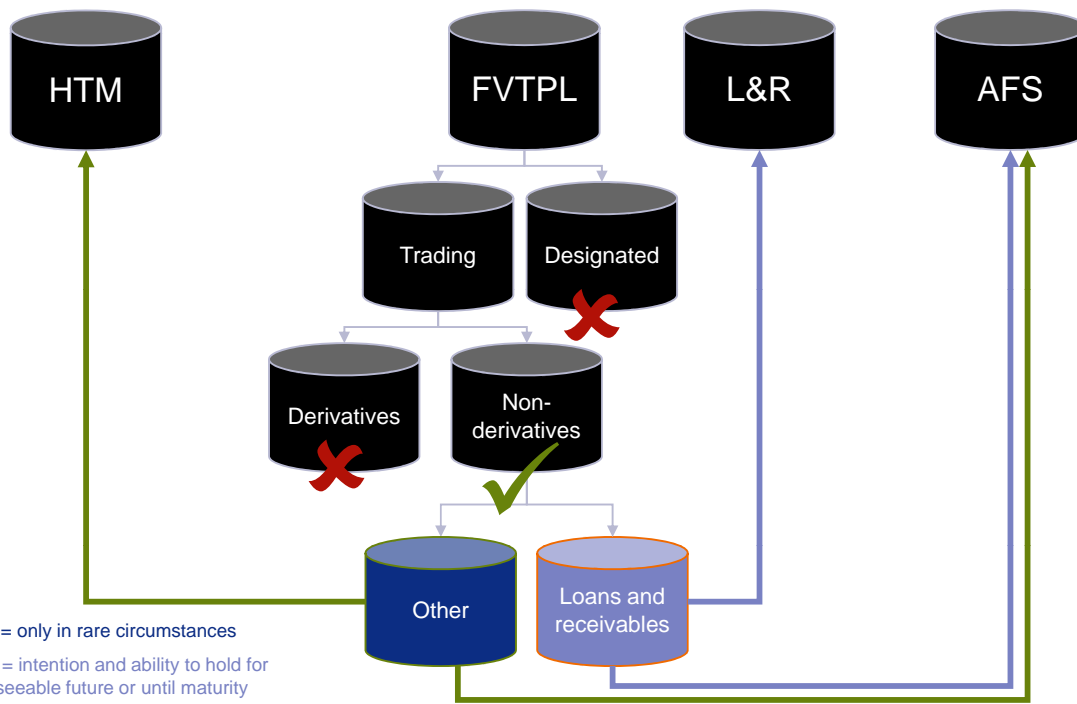 HTM
FVTPL
L&R
AFS
Trading
Designated
Derivatives
Non-
derivatives
Other
Loans and
receivables
= only in rare circumstances
= intention and ability to hold for
seeable future or until maturity